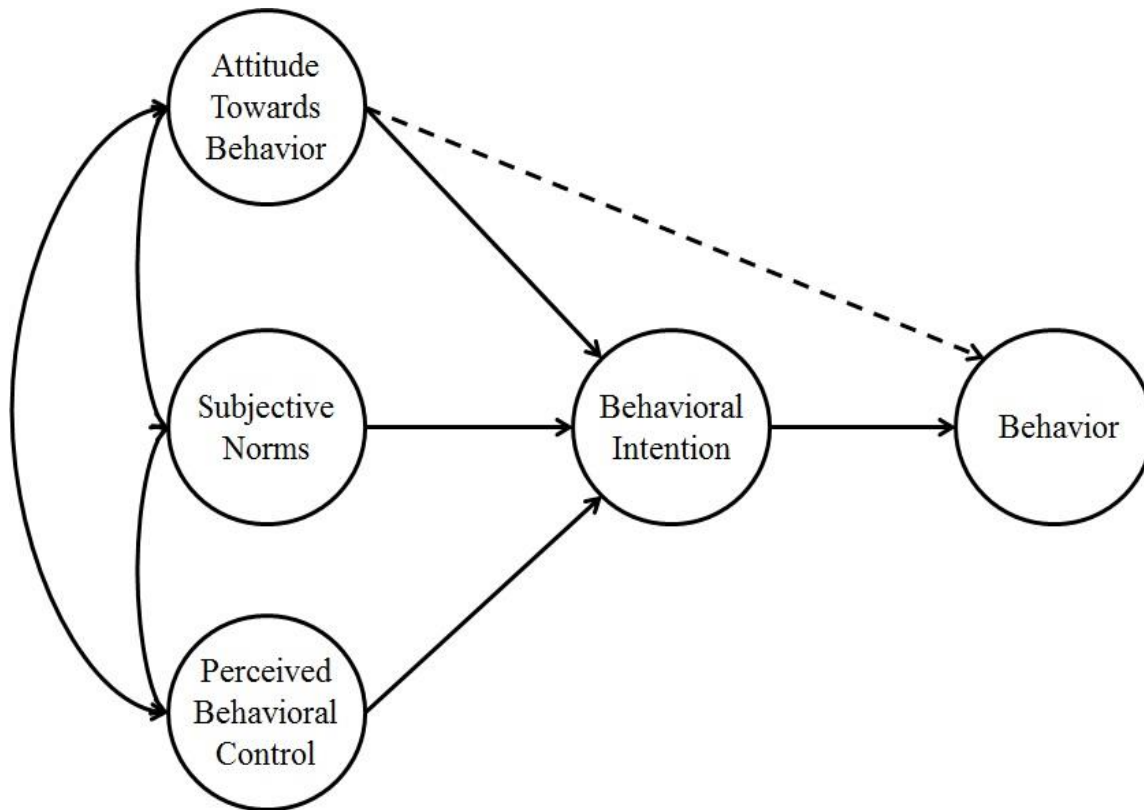 Attitude
Towards
Behavior
Subjective
Norms
Behavioral
Intention
Behavior
Perceived
Behavioral
Control